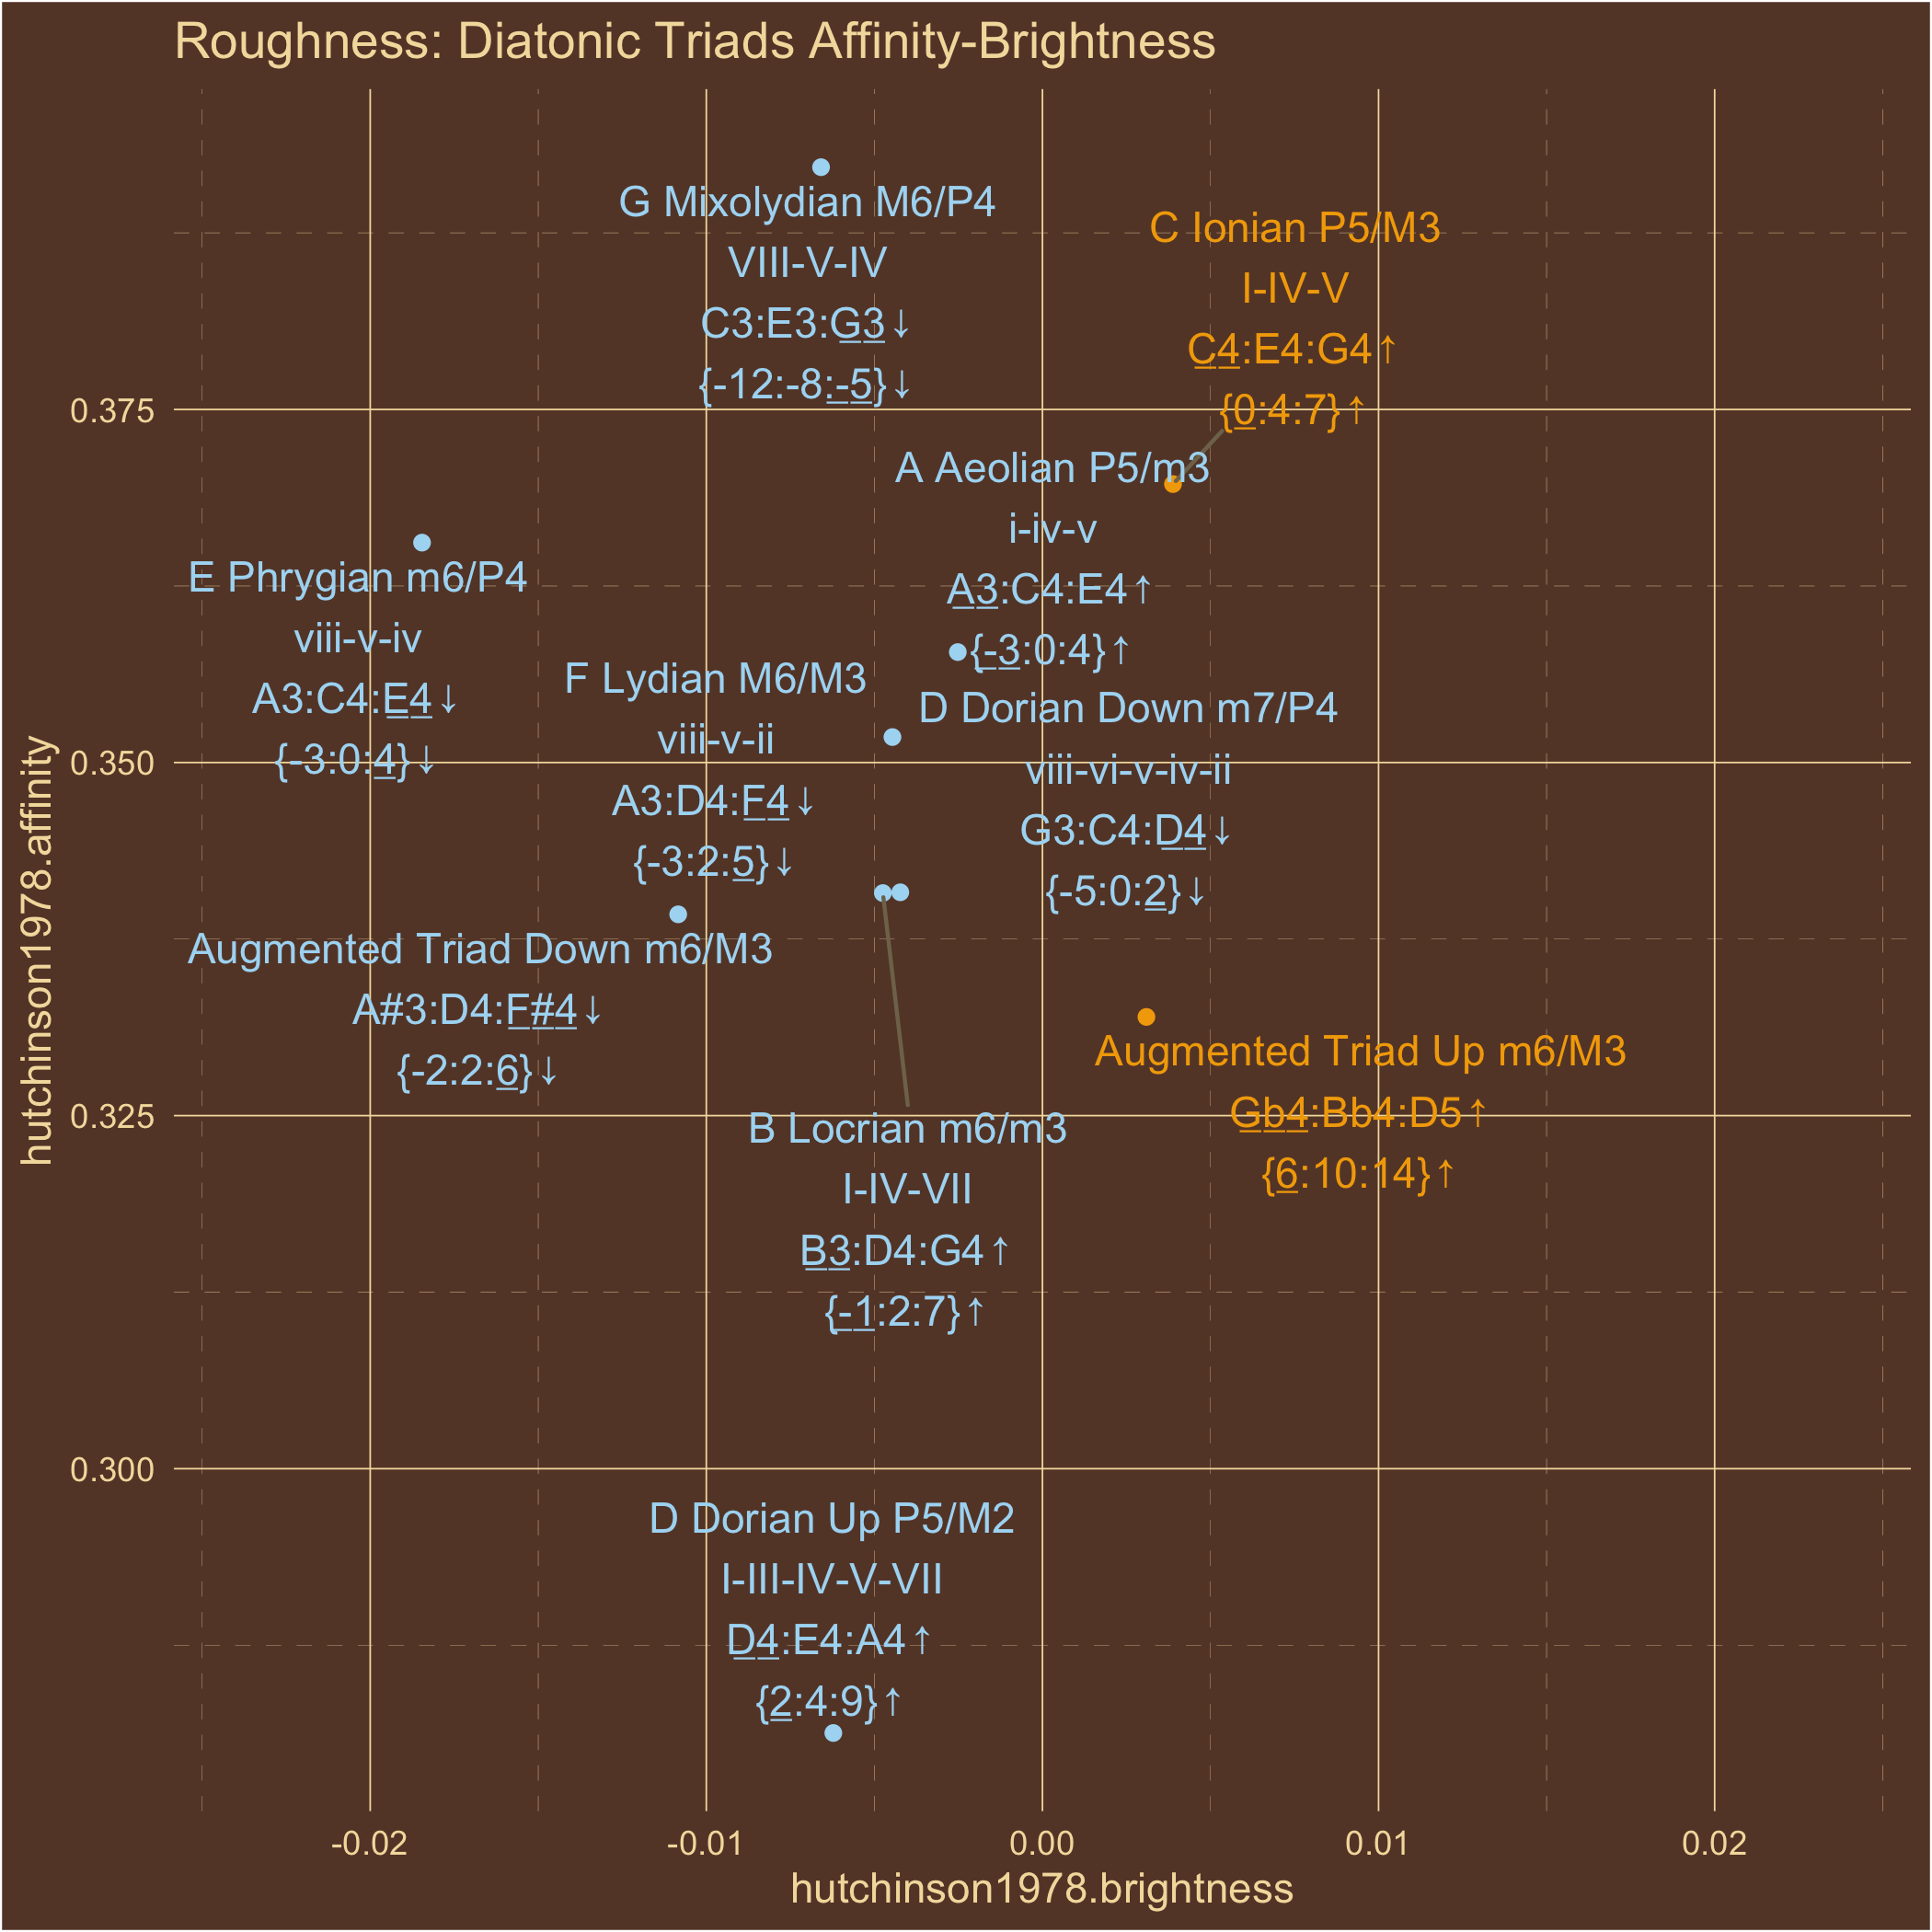 Roughness: Diatonic Triads Affinity-Brightness
G Mixolydian M6/P4
VIII-V-IV
C3:E3:G3↓
{-12:-8:-5}↓
C Ionian P5/M3
I-IV-V
C4:E4:G4↑
{0:4:7}↑
A Aeolian P5/m3
i-iv-v
A3:C4:E4↑
{-3:0:4}↑
E Phrygian m6/P4
viii-v-iv
A3:C4:E4↓
{-3:0:4}↓
F Lydian M6/M3
viii-v-ii
A3:D4:F4↓
{-3:2:5}↓
D Dorian Down m7/P4
viii-vi-v-iv-ii
G3:C4:D4↓
{-5:0:2}↓
Augmented Triad Down m6/M3
A#3:D4:F#4↓
{-2:2:6}↓
Augmented Triad Up m6/M3
Gb4:Bb4:D5↑
{6:10:14}↑
B Locrian m6/m3
I-IV-VII
B3:D4:G4↑
{-1:2:7}↑
D Dorian Up P5/M2
I-III-IV-V-VII
D4:E4:A4↑
{2:4:9}↑
0.375
0.350
0.325
0.300
hutchinson1978.affinity
-0.02
-0.01
0.00
0.01
0.02
hutchinson1978.brightness